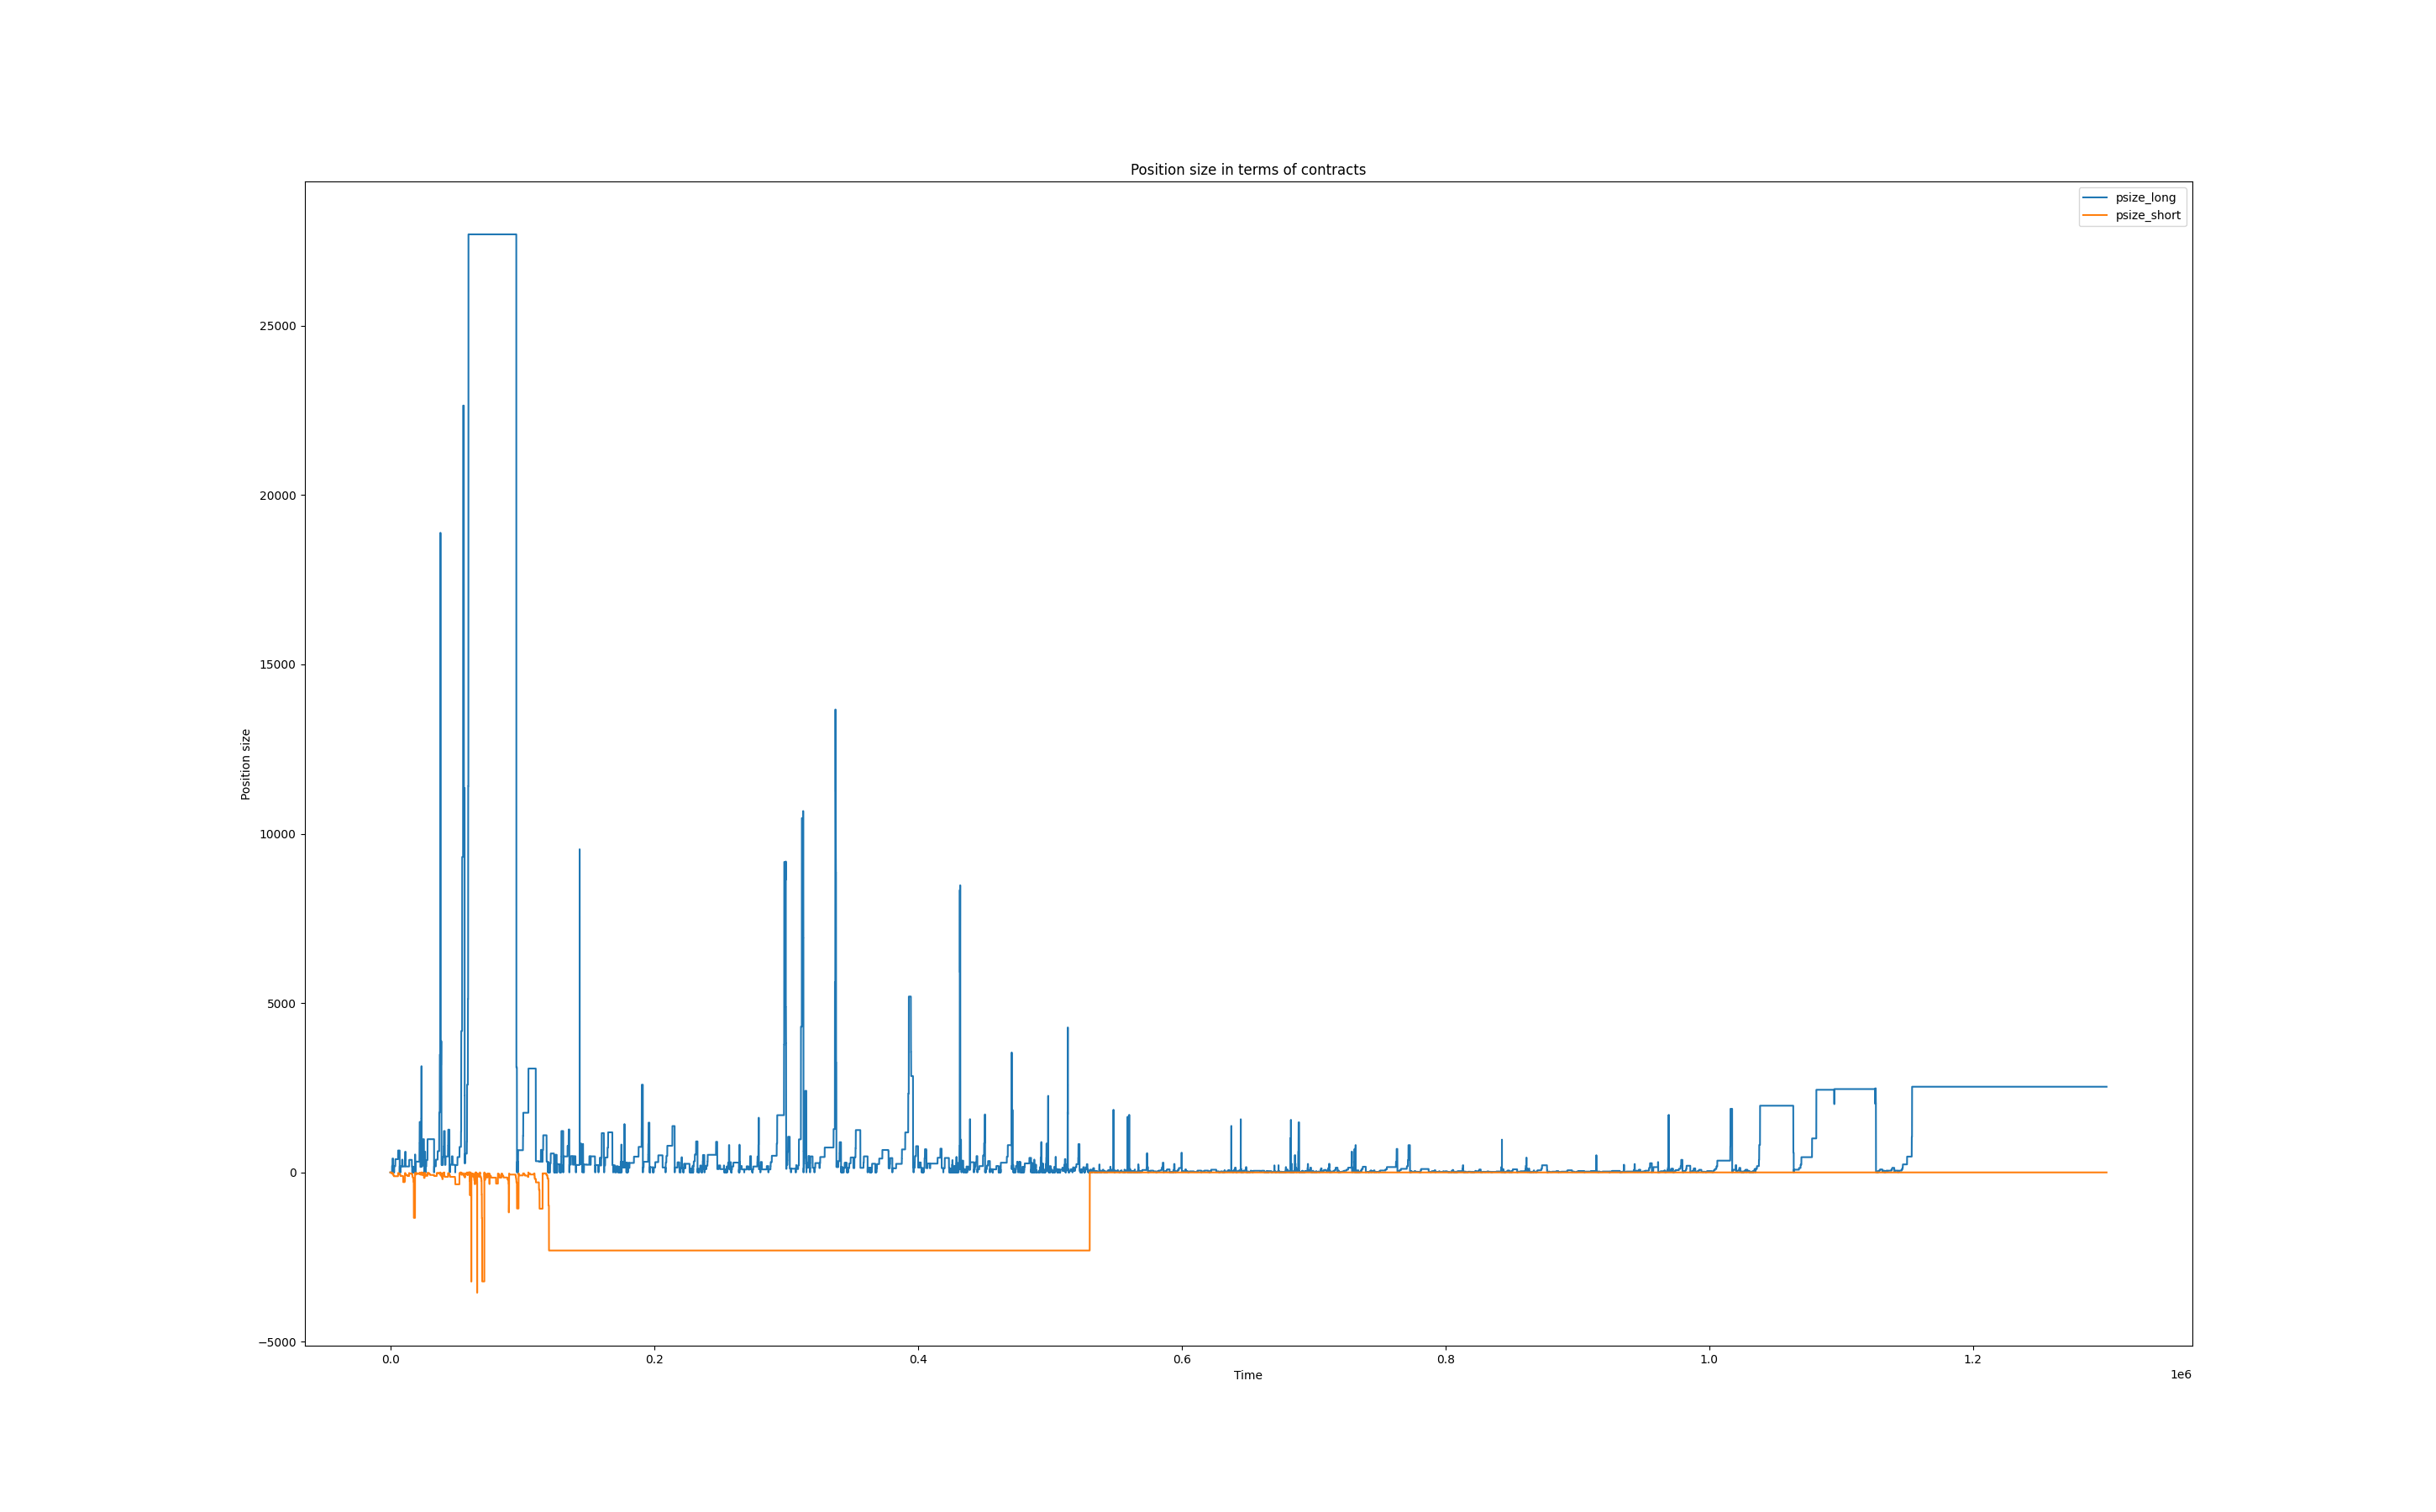 Position size in terms of contracts
psize_long
psize_short
Position size
25000
20000
15000
10000
5000
0
−5000
0.0 0.2 0.4 0.6 0.8 1.0 1.2
Time
1e6